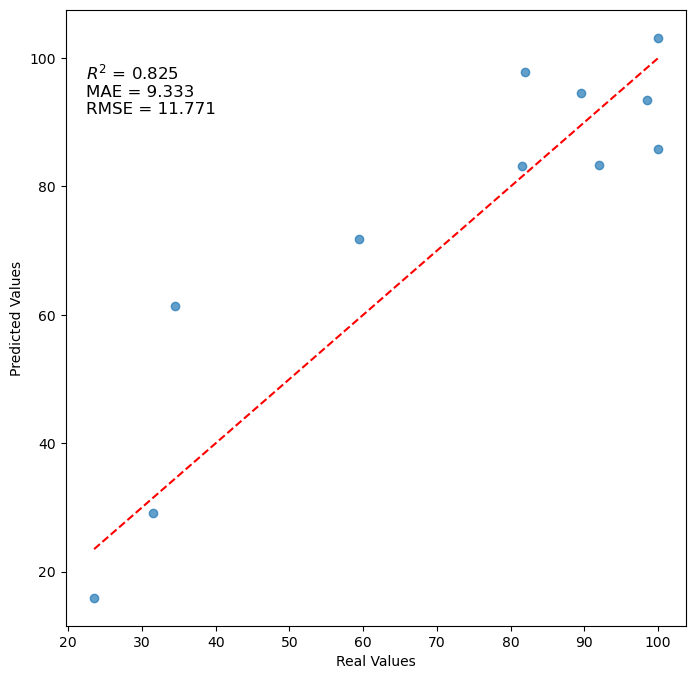 R² = 0.825
MAE = 9.333
RMSE = 11.771
100
80
60
40
20
Predicted Values
20 30 40 50 60 70 80 90 100
Real Values